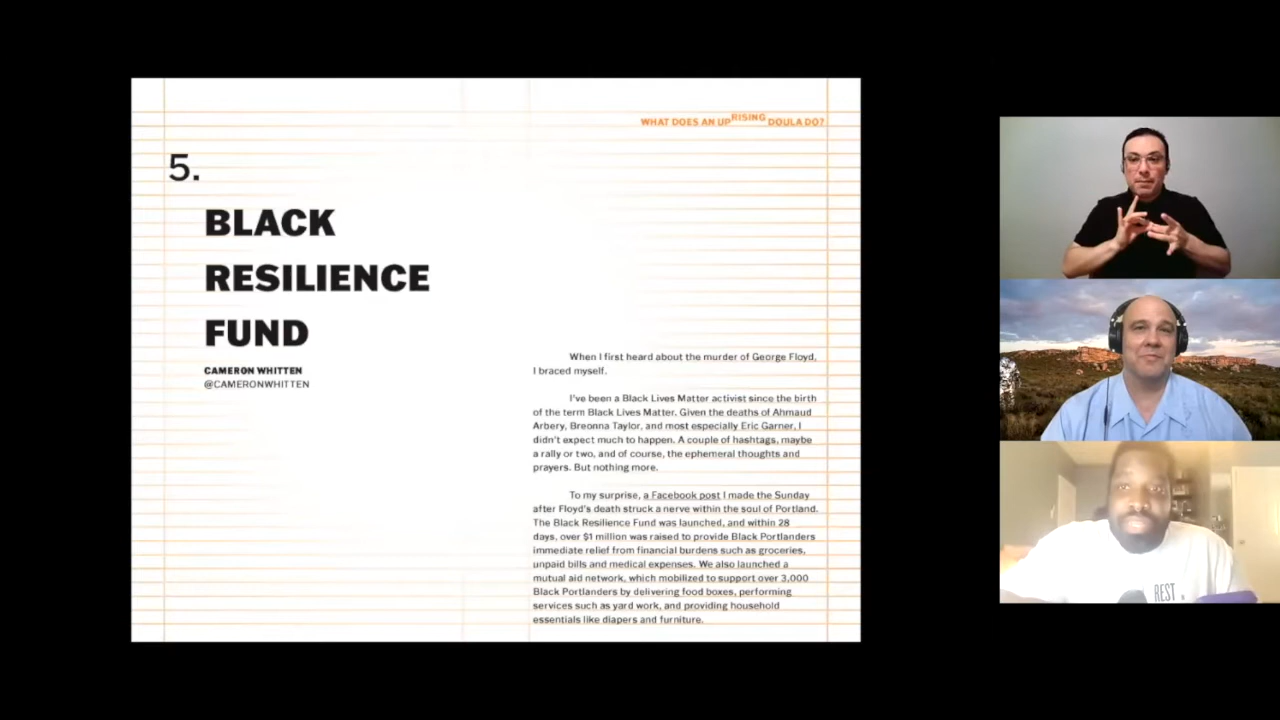 WHAT DOES AN UPRISING DOULA DO?
5.
BLACK
RESILIENCE
FUND
CAMERON WHITTEN
@CAMERONWHITTEN
When I first heard about the murder of George Floyd,
I braced myself.
I've been a Black Lives Matter activist since the birth
of the term Black Lives Matter. Given the deaths of Ahmaud
Arbery, Breonna Taylor, and most especially Eric Garner, I
didn't expect much to happen. A couple of hashtags, maybe
a rally or two, and of course, the ephemeral thoughts and
prayers. But nothing more.
To my surprise, a Facebook post I made the Sunday
after Floyd's death struck a nerve within the soul of Portland.
The Black Resilience Fund was launched, and within 28
days, over $1 million was raised to provide Black Portlanders
immediate relief from financial burdens such as groceries,
unpaid bills and medical expenses. We also launched a
mutual aid network, which mobilized to support over 3,000
Black Portlanders by delivering food boxes, performing
services such as yard work, and providing household
essentials like diapers and furniture.
REST.